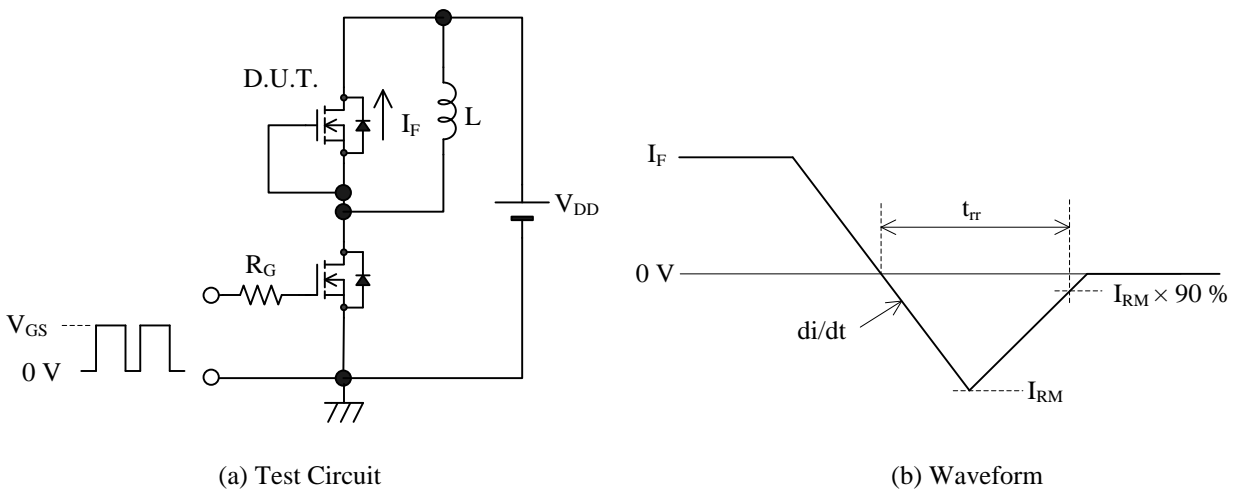 D.U.T.
I_F
L
V_DD
R_G
V_GS
0 V
(a) Test Circuit
I_F
t_rr
0 V
I_RM × 90 %
di/dt
I_RM
(b) Waveform